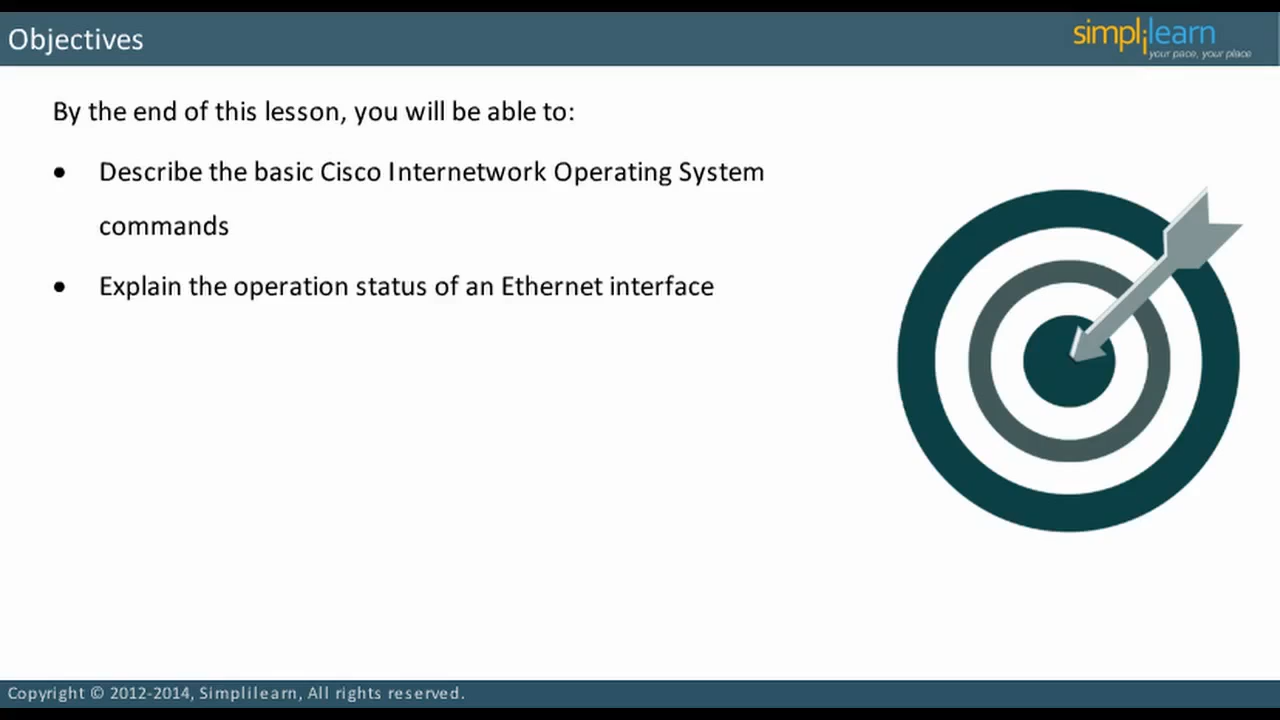 Objectives
simplilearn
your pace, your place
By the end of this lesson, you will be able to:
• Describe the basic Cisco Internetwork Operating System
commands
• Explain the operation status of an Ethernet interface
Copyright © 2012-2014, Simplilearn, All rights reserved.